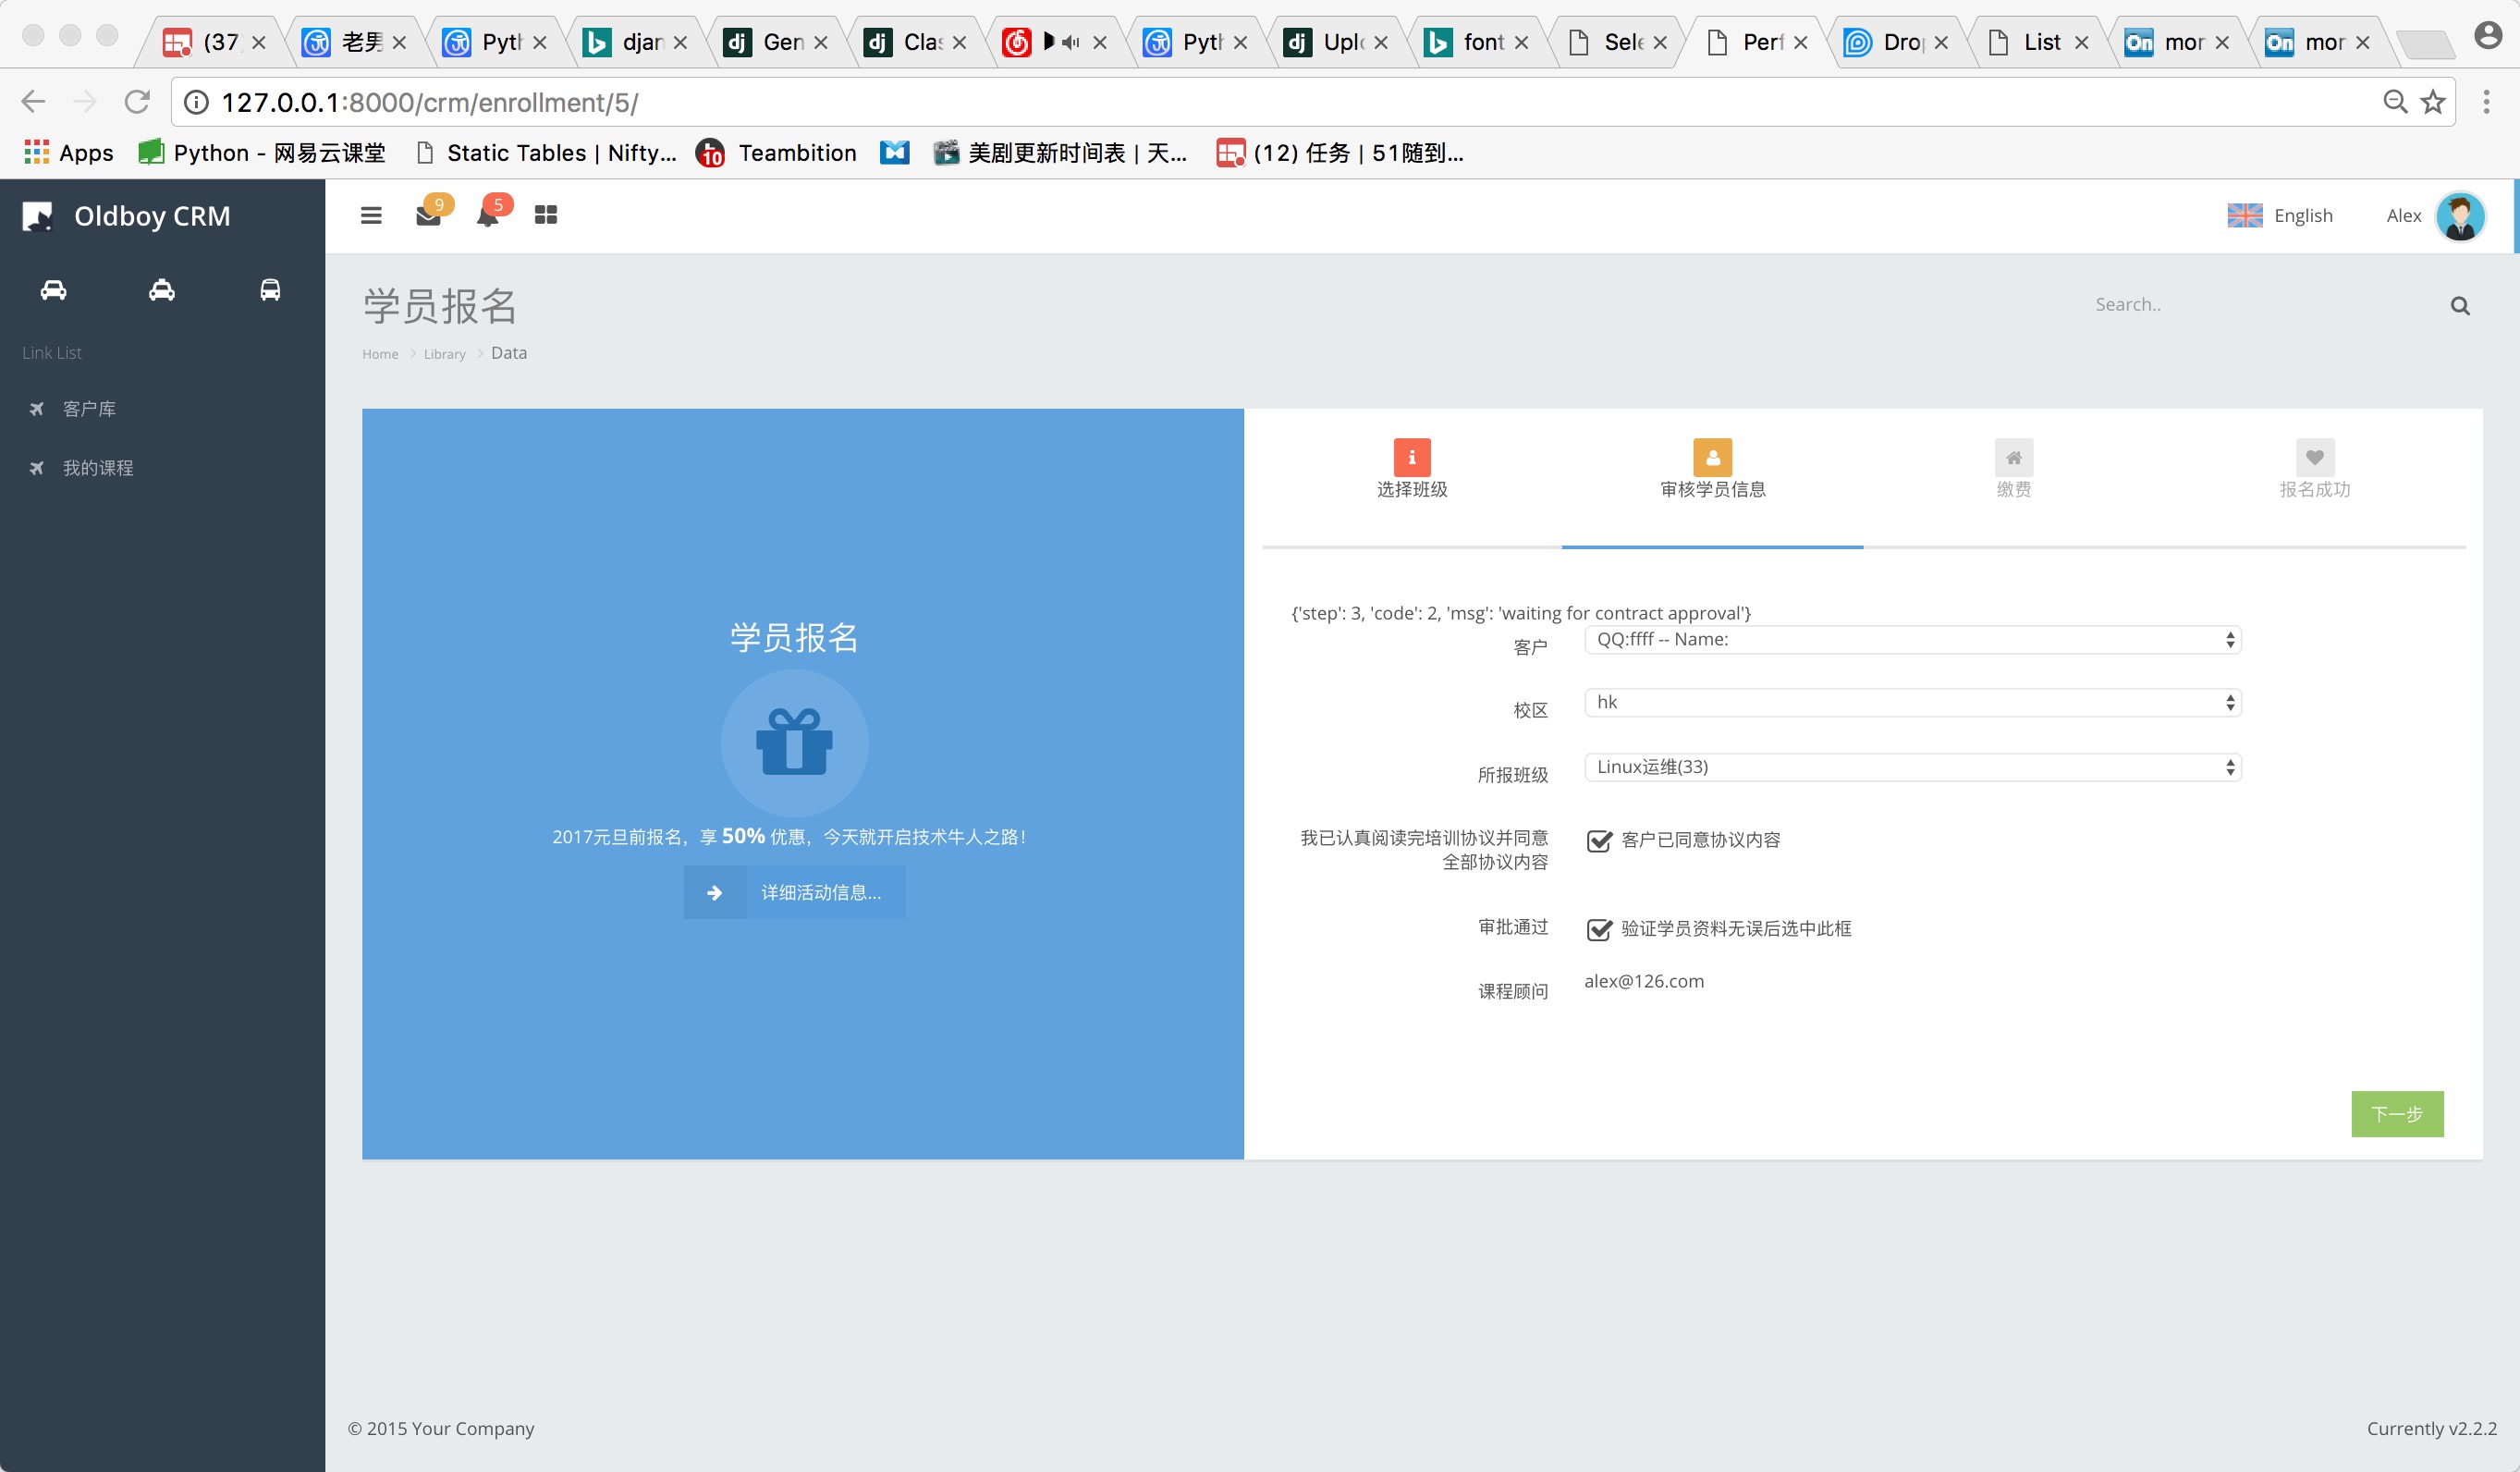 (37
老男
Pyth
djan
Gen
Clas
Pyth
Uplo
font
Sele
Perf
Drop
List
mor
mor
127.0.0.1:8000/crm/enrollment/5/
Apps
Python - 网易云课堂
Static Tables | Nifty...
10
Teambition
美剧更新时间表 | 天...
(12) 任务 | 51随到...
Oldboy CRM
9
5
English
Alex
学员报名
Search..
Home
Library
Data
Link List
客户库
我的课程
选择班级
审核学员信息
缴费
报名成功
学员报名
2017元旦前报名，享 50% 优惠，今天就开启技术牛人之路！
详细活动信息...
{'step': 3, 'code': 2, 'msg': 'waiting for contract approval'}
客户
QQ:ffff -- Name:
校区
hk
所报班级
Linux运维(33)
我已认真阅读完培训协议并同意
全部协议内容
客户已同意协议内容
审批通过
验证学员资料无误后选中此框
课程顾问
alex@126.com
下一步
© 2015 Your Company
Currently v2.2.2